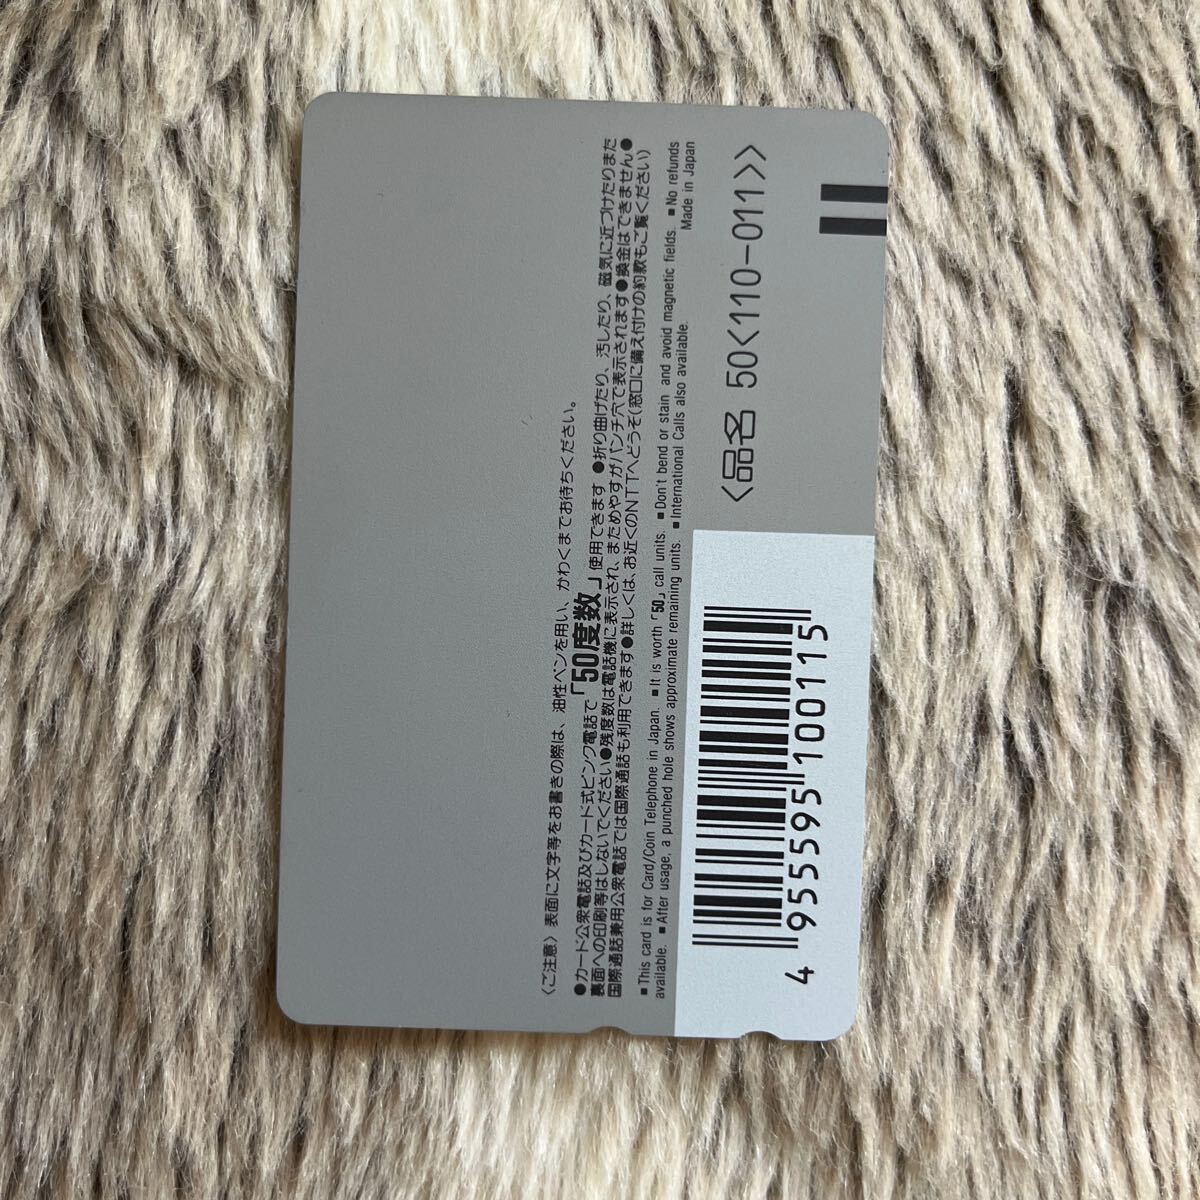 〈ご注意〉表面に文字等をお書きの際は、油性ペンを用い、かわくまでお待ちください。
●カード公衆電話及びカード式ピンク電話で「50度数」使用できます●折り曲げたり、汚したり、磁気に近づけたりまた
裏面への印刷等はしないでください●残度数は電話機に表示され、まためやすがパンチ穴で表示されます●換金はできません●
国際通話兼用公衆電話では国際通話も利用できます●詳しくは、お近くのNTTへどうぞ(窓口に備え付けの約款もご覧ください)
■This card is for Card/Coin Telephone in Japan. ■It is worth「50」call units. ■Don't bend or stain and avoid magnetic fields. ■No refunds
available. ■After usage, a punched hole shows approximate remaining units. ■International Calls also available. Made in Japan
〈品名 50〈110-011〉〉
4 955595 100115